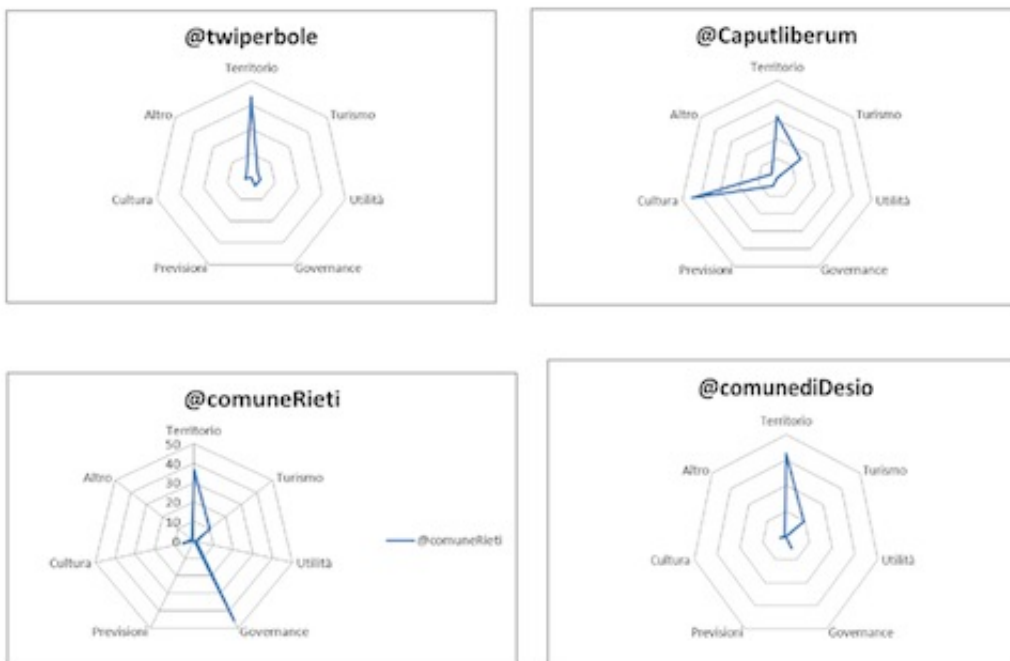 @twiperbole
Territorio
Altro
Turismo
Cultura
Utilità
Previsioni
Governance
@Caputliberum
Territorio
Altro
Turismo
Cultura
Utilità
Previsioni
Governance
@comuneRieti
Territorio
50
40
30
20
10
0
Altro
Turismo
@comuneRieti
Cultura
Utilità
Previsioni
Governance
@comunediDesio
Territorio
Altro
Turismo
Cultura
Utilità
Previsioni
Governance